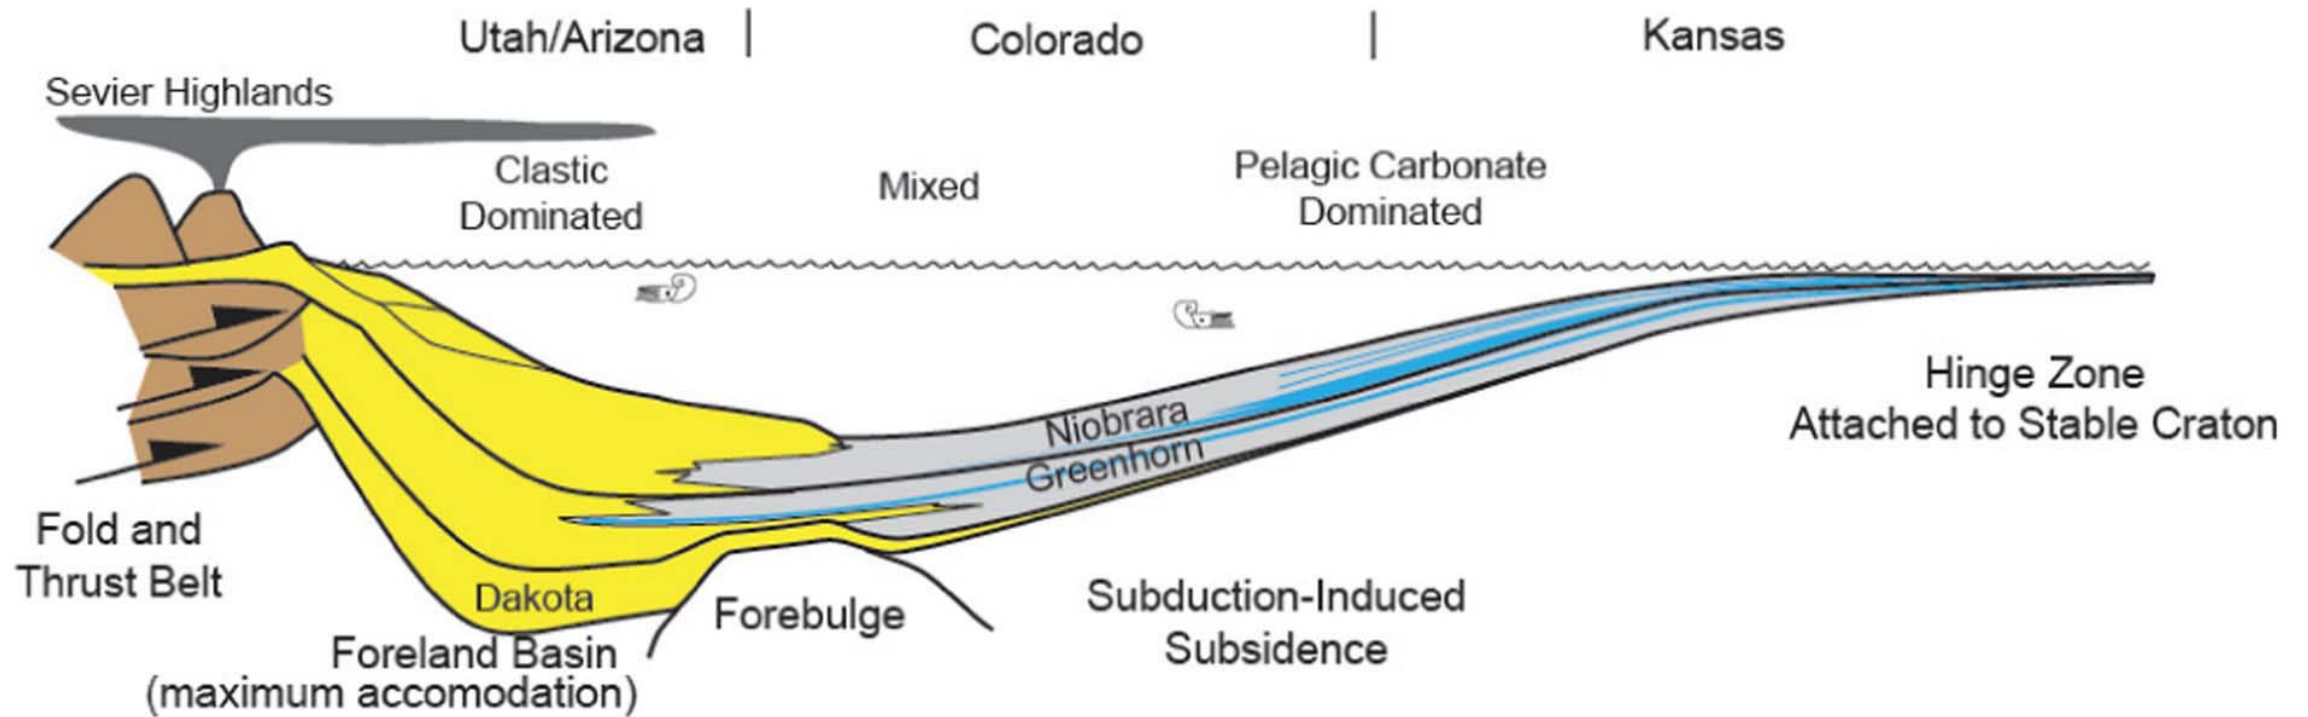 Utah/Arizona | Colorado | Kansas
Sevier Highlands
Clastic
Dominated
Mixed
Pelagic Carbonate
Dominated
Niobrara
Greenhorn
Hinge Zone
Attached to Stable Craton
Fold and
Thrust Belt
Dakota
Foreland Basin
(maximum accomodation)
Forebulge
Subduction-Induced
Subsidence